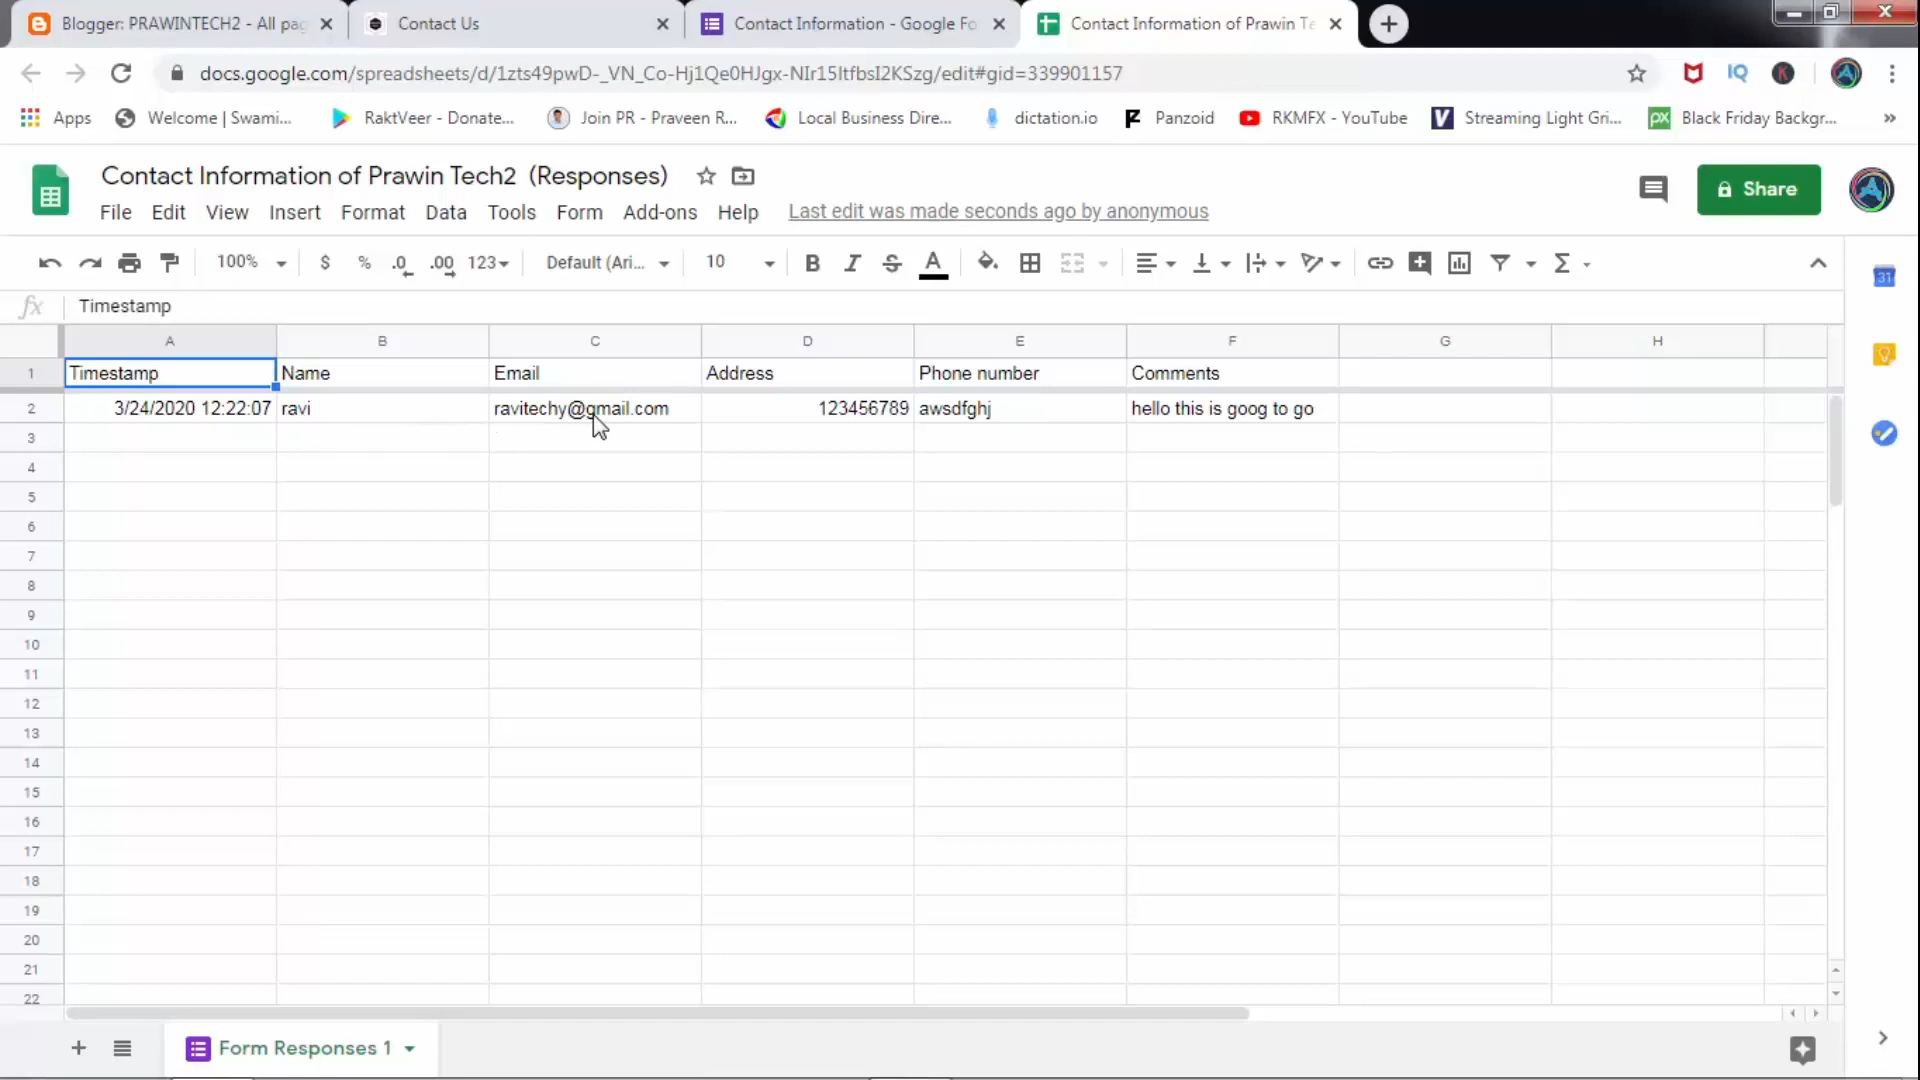 Blogger: PRAWINTECH2 - All pag
Contact Us
Contact Information - Google Fo
Contact Information of Prawin Te
docs.google.com/spreadsheets/d/1zts49pwD-_VN_Co-Hj1Qe0HJgx-NIr15ltfbsI2KSzg/edit#gid=339901157
Apps
Welcome | Swami...
RaktVeer - Donate...
Join PR - Praveen R...
Local Business Dire...
dictation.io
Panzoid
RKMFX - YouTube
Streaming Light Gri...
Black Friday Backgr...
Contact Information of Prawin Tech2 (Responses)
Share
File Edit View Insert Format Data Tools Form Add-ons Help
Last edit was made seconds ago by anonymous
100% $ % .0 .00 123 Default (Ari... 10 B I S A
fx Timestamp
A B C D E F G H
1 Timestamp Name Email Address Phone number Comments
2 3/24/2020 12:22:07 ravi ravitechy@gmail.com 123456789 awsdfghj hello this is goog to go
3
4
5
6
7
8
9
10
11
12
13
14
15
16
17
18
19
20
21
22
Form Responses 1
IQ
K
31